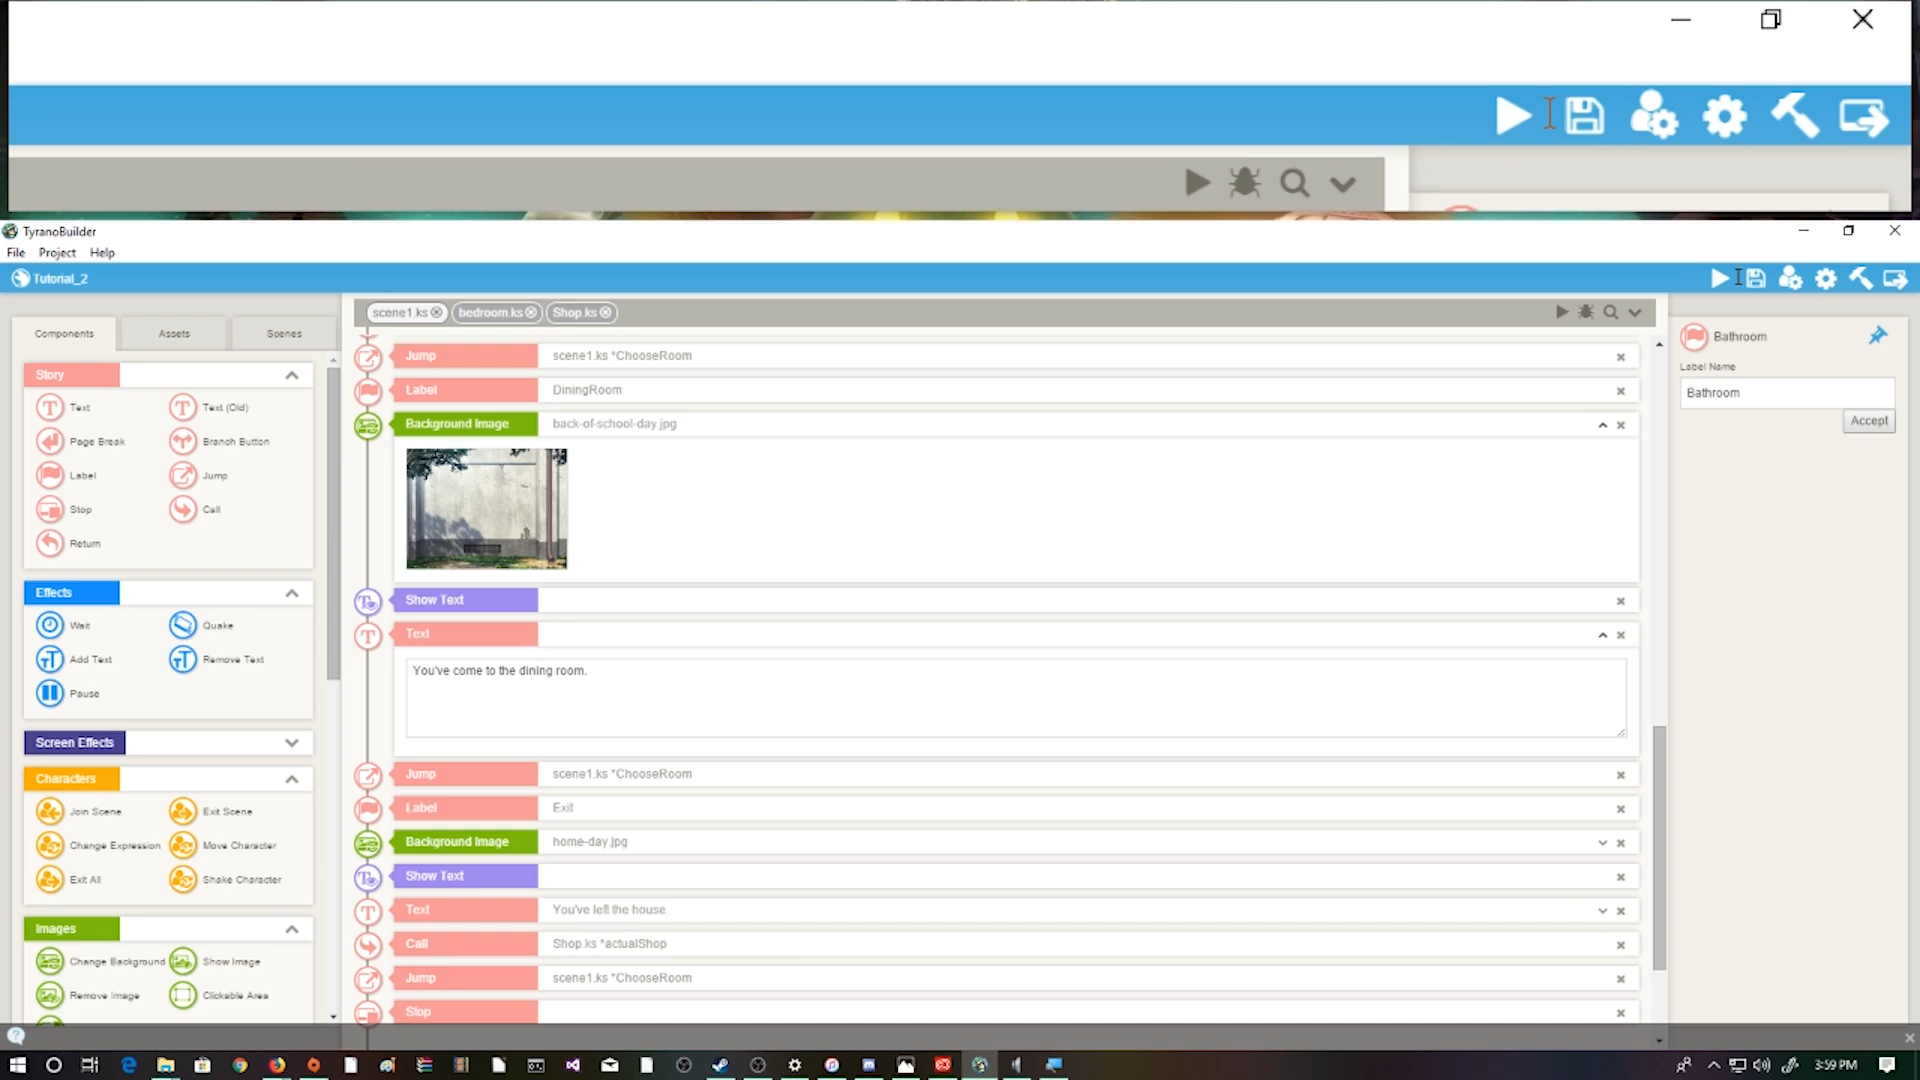 TyranoBuilder
File Project Help
Tutorial_2
Components Assets Scenes
scene1.ks bedroom.ks Shop.ks
Story
Text Text (Old)
Page Break Branch Button
Label Jump
Stop Call
Return
Effects
Wait Quake
Add Text Remove Text
Pause
Screen Effects
Characters
Join Scene Exit Scene
Change Expression Move Character
Exit All Shake Character
Images
Change Background Show Image
Remove Image Clickable Area
Jump scene1.ks *ChooseRoom
Label DiningRoom
Background Image back-of-school-day.jpg
Show Text
Text
You've come to the dining room.
Jump scene1.ks *ChooseRoom
Label Exit
Background Image home-day.jpg
Show Text
Text You've left the house
Call Shop.ks *actualShop
Jump scene1.ks *ChooseRoom
Stop
Bathroom
Label Name
Bathroom
Accept
3:59 PM